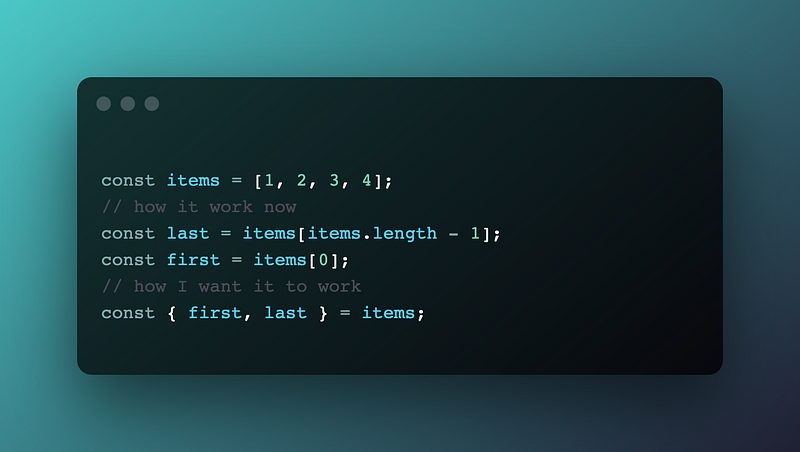 const items = [1, 2, 3, 4];
// how it work now
const last = items[items.length - 1];
const first = items[0];
// how I want it to work
const { first, last } = items;